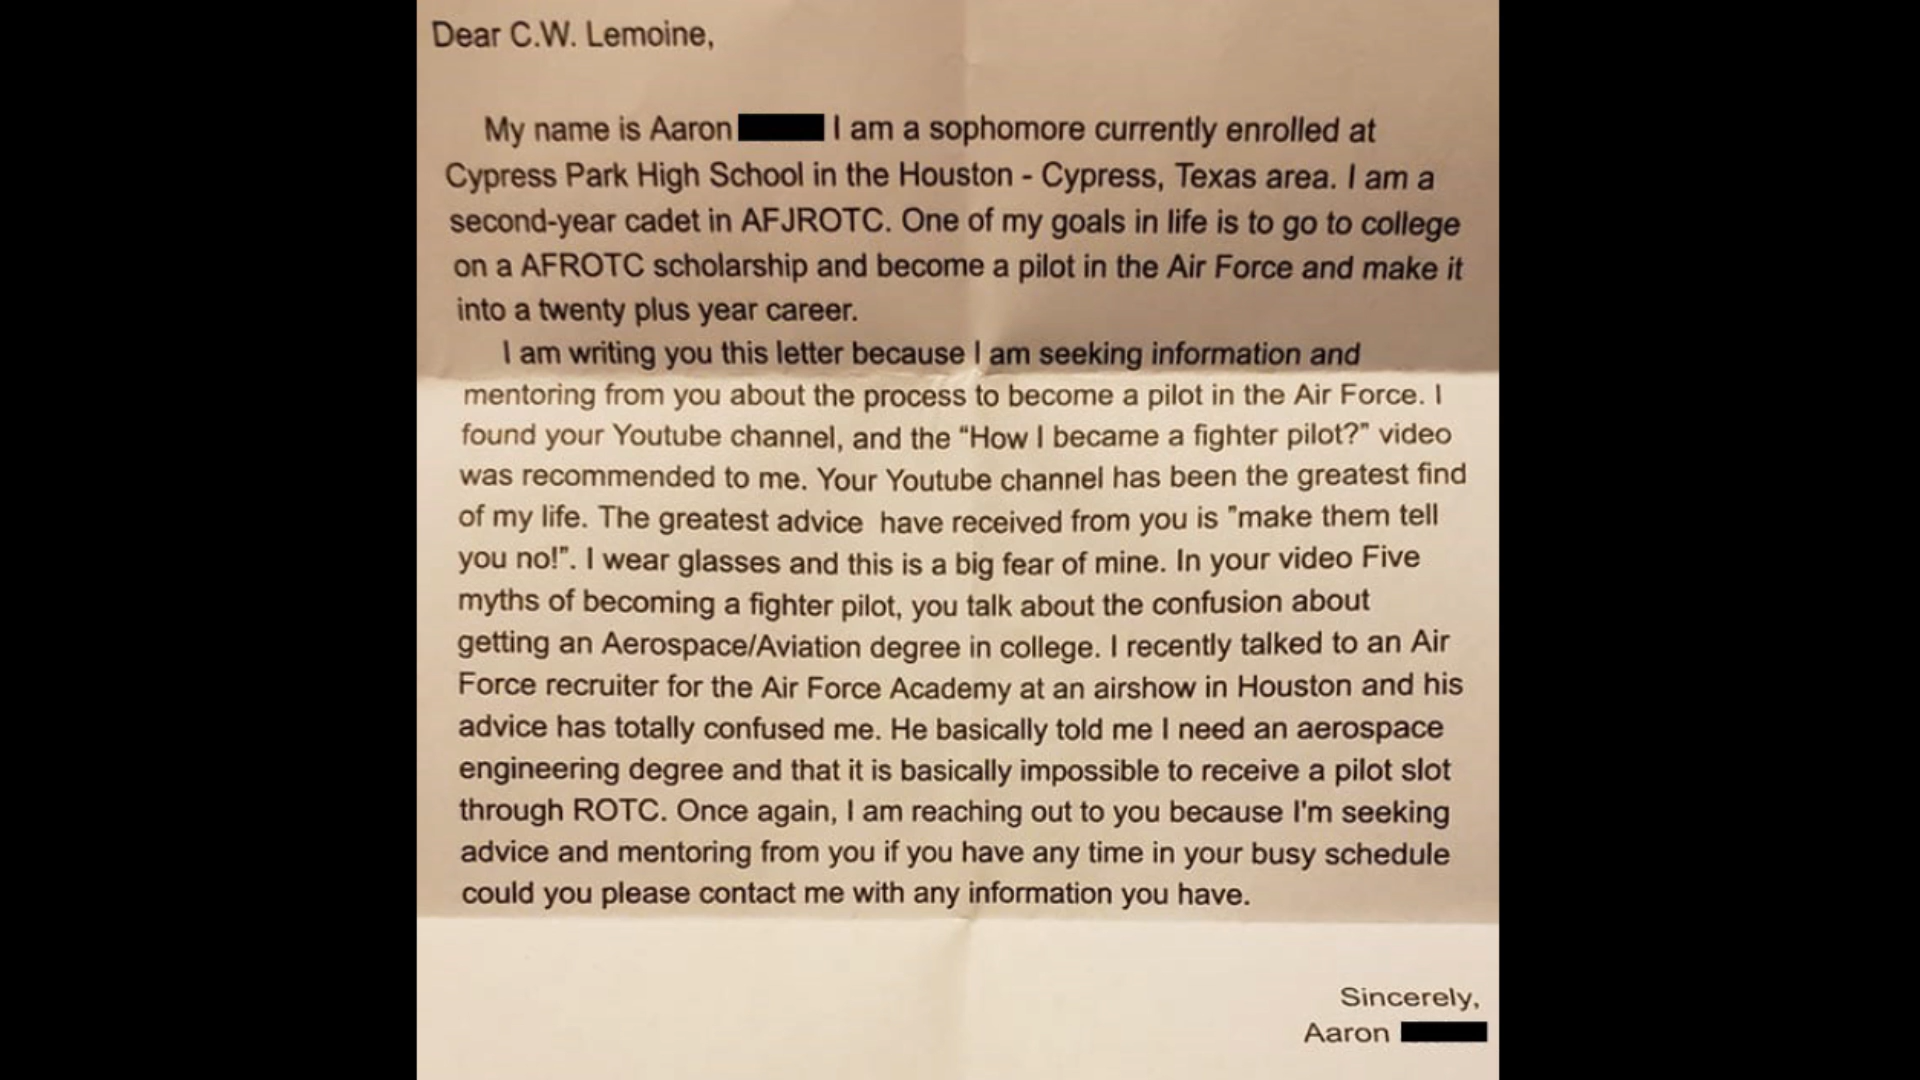 Dear C.W. Lemoine,
My name is Aaron I am a sophomore currently enrolled at
Cypress Park High School in the Houston - Cypress, Texas area. I am a
second-year cadet in AFJROTC. One of my goals in life is to go to college
on a AFROTC scholarship and become a pilot in the Air Force and make it
into a twenty plus year career.
I am writing you this letter because I am seeking information and
mentoring from you about the process to become a pilot in the Air Force. I
found your Youtube channel, and the “How I became a fighter pilot?” video
was recommended to me. Your Youtube channel has been the greatest find
of my life. The greatest advice  have received from you is "make them tell
you no!”. I wear glasses and this is a big fear of mine. In your video Five
myths of becoming a fighter pilot, you talk about the confusion about
getting an Aerospace/Aviation degree in college. I recently talked to an Air
Force recruiter for the Air Force Academy at an airshow in Houston and his
advice has totally confused me. He basically told me I need an aerospace
engineering degree and that it is basically impossible to receive a pilot slot
through ROTC. Once again, I am reaching out to you because I'm seeking
advice and mentoring from you if you have any time in your busy schedule
could you please contact me with any information you have.
Sincerely,
Aaron